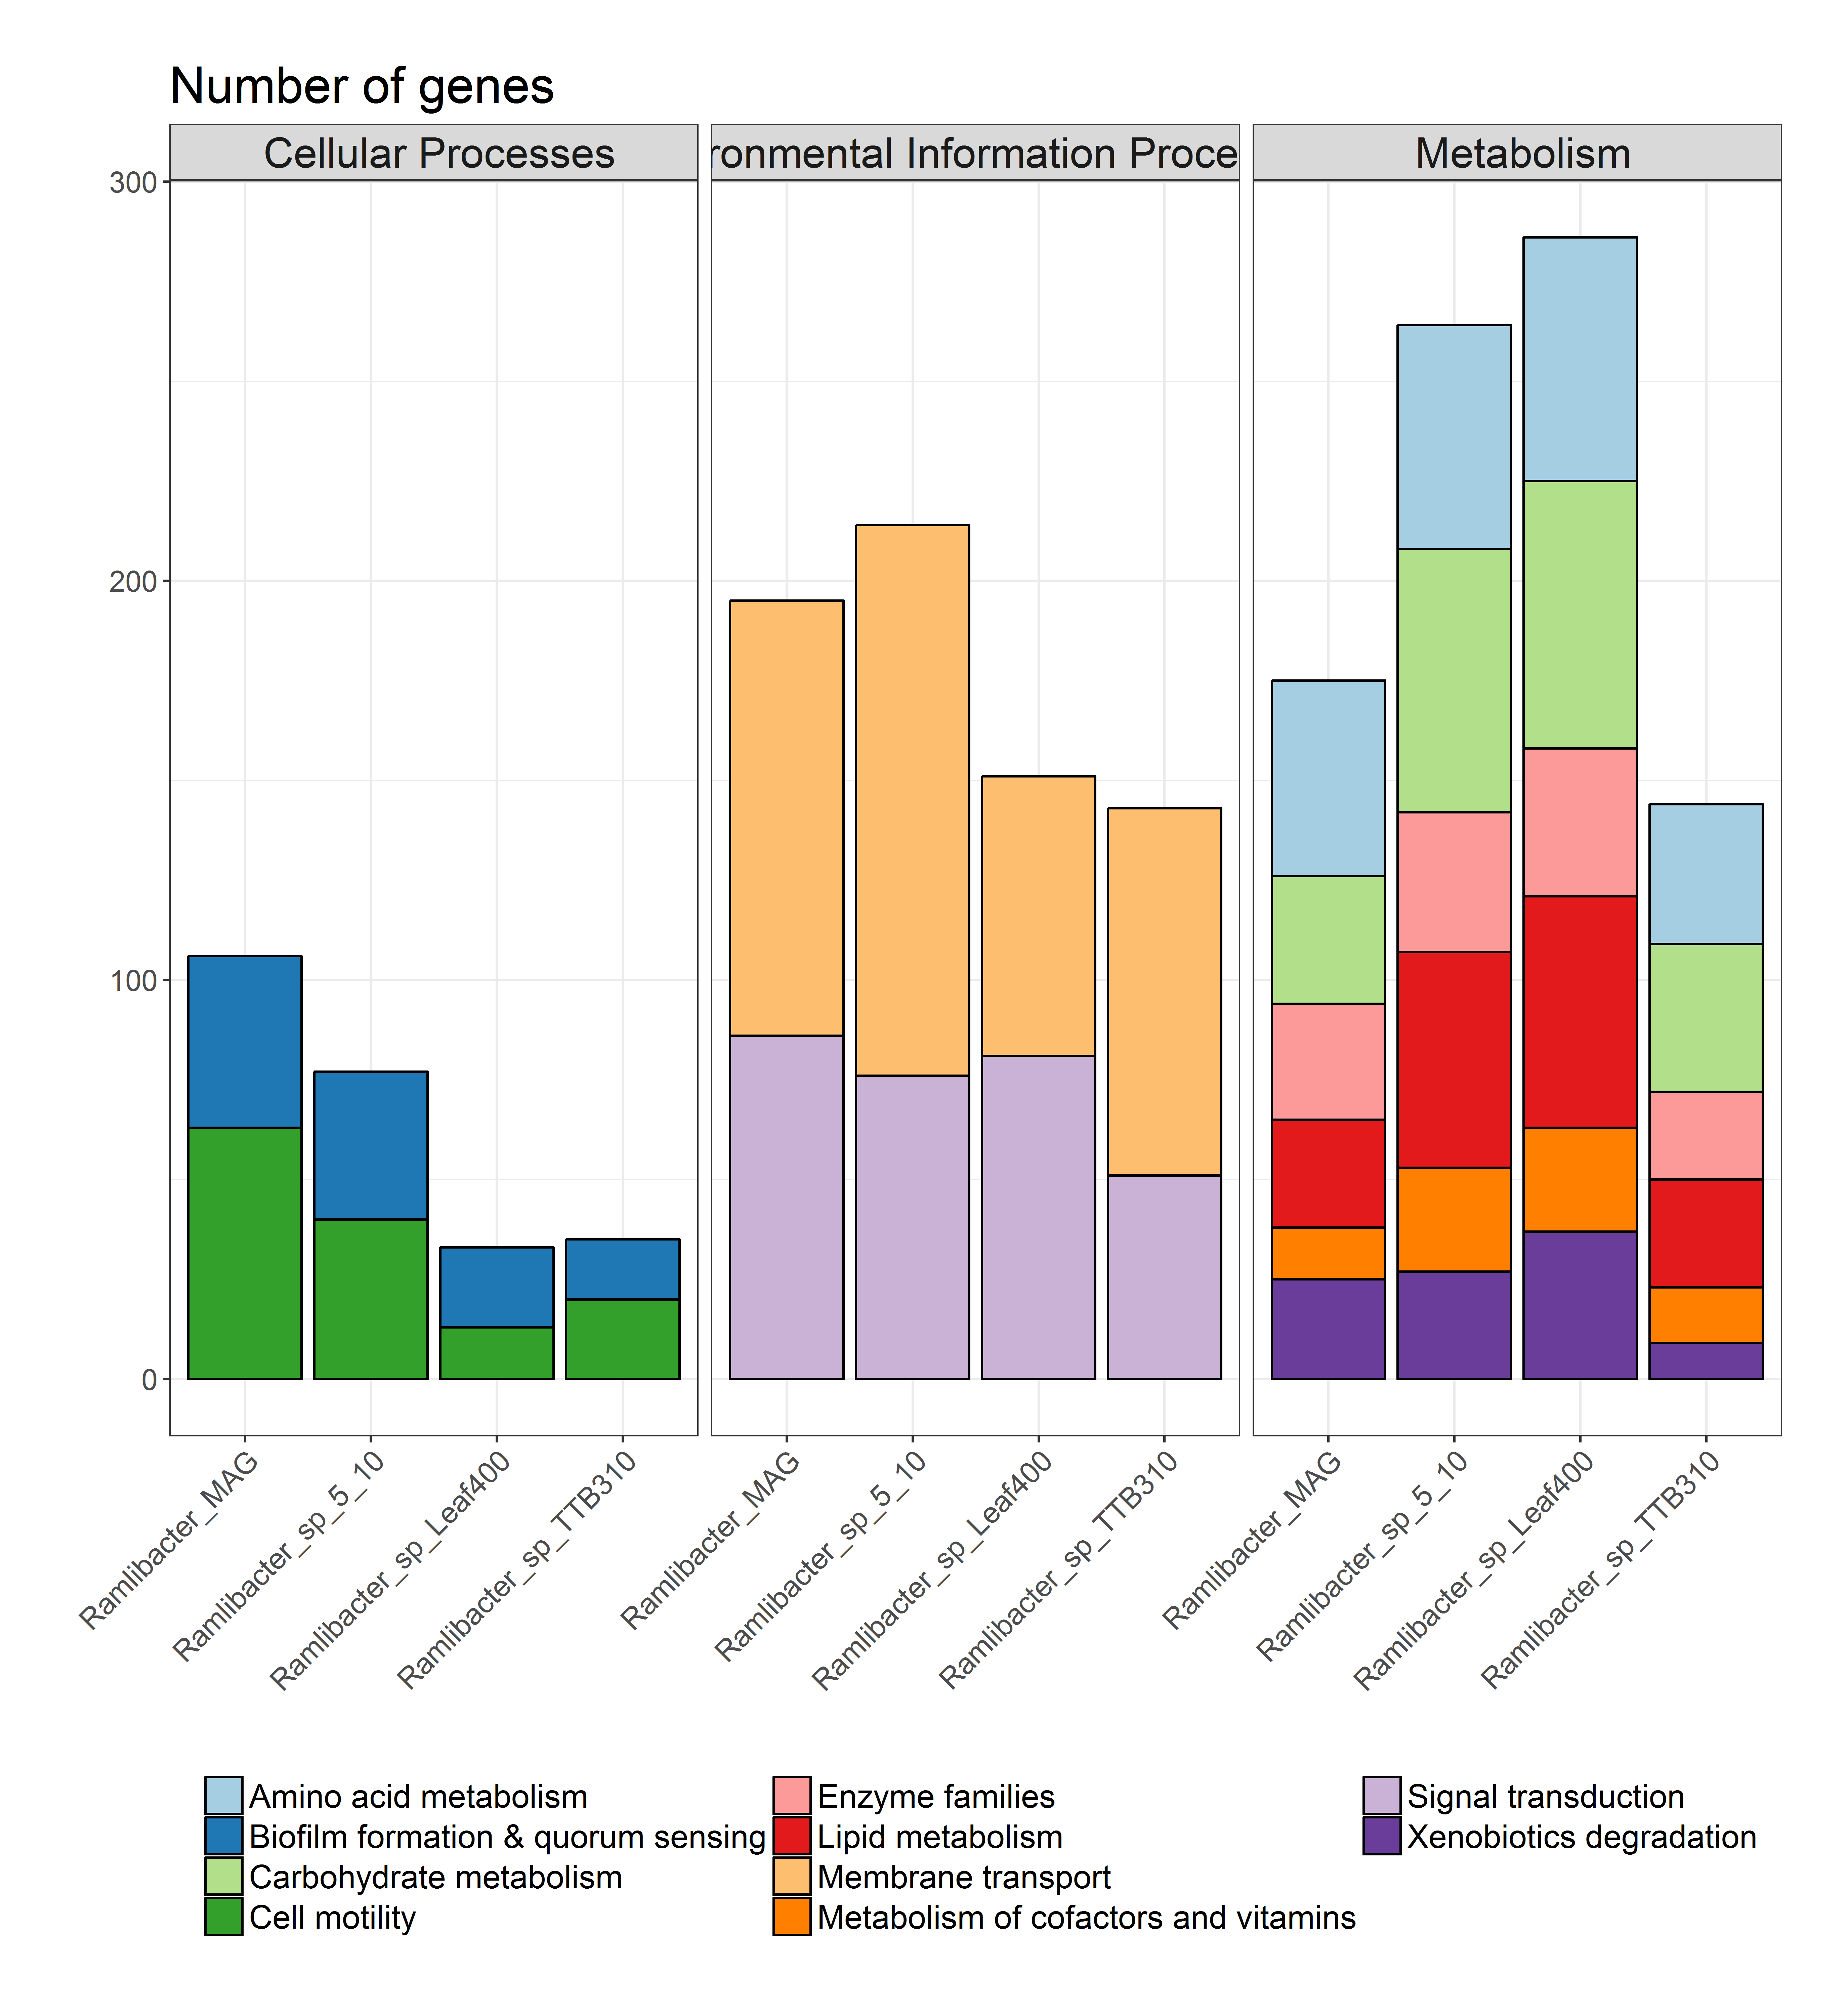 Number of genes
Cellular Processes
ronmental Information Proce
Metabolism
300
200
100
0
Ramlibacter_MAG
Ramlibacter_sp_5_10
Ramlibacter_sp_Leaf400
Ramlibacter_sp_TTB310
Ramlibacter_MAG
Ramlibacter_sp_5_10
Ramlibacter_sp_Leaf400
Ramlibacter_sp_TTB310
Ramlibacter_MAG
Ramlibacter_sp_5_10
Ramlibacter_sp_Leaf400
Ramlibacter_sp_TTB310
Amino acid metabolism
Biofilm formation & quorum sensing
Carbohydrate metabolism
Cell motility
Enzyme families
Lipid metabolism
Membrane transport
Metabolism of cofactors and vitamins
Signal transduction
Xenobiotics degradation